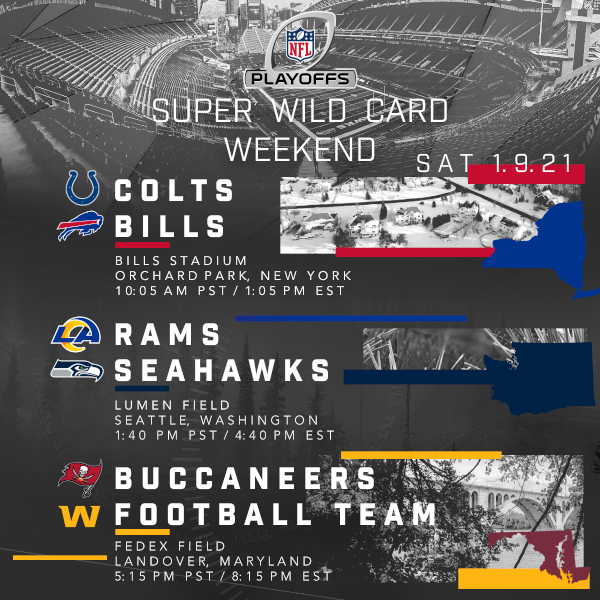 NFL
PLAYOFFS
SUPER WILD CARD
WEEKEND
SAT 1.9.21
COLTS
BILLS
BILLS STADIUM
ORCHARD PARK, NEW YORK
10:05 AM PST / 1:05 PM EST
LA
RAMS
SEAHAWKS
LUMEN FIELD
SEATTLE, WASHINGTON
1:40 PM PST / 4:40 PM EST
BUCCANEERS
W FOOTBALL TEAM
FEDEX FIELD
LANDOVER, MARYLAND
5:15 PM PST / 8:15 PM EST